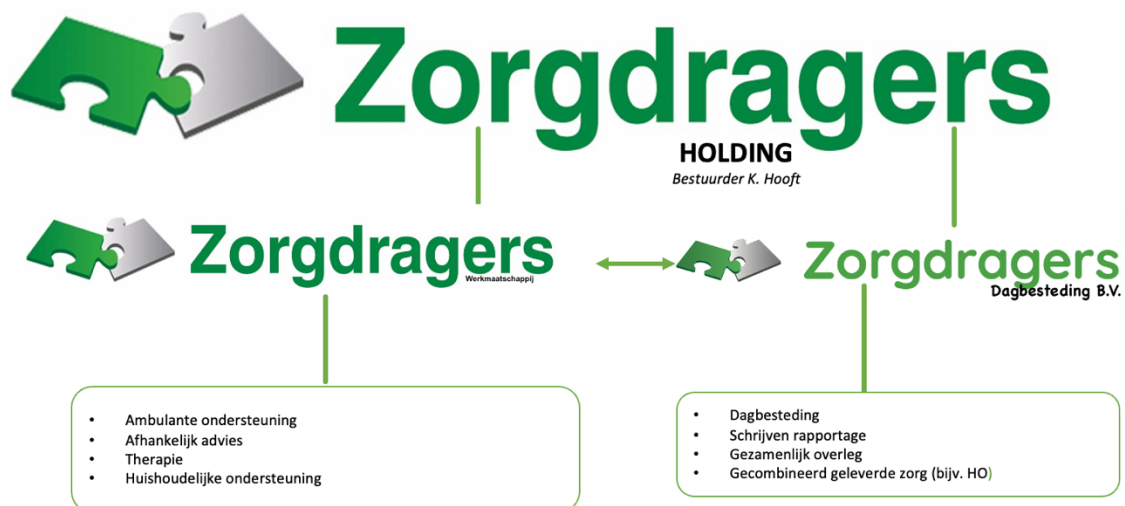 Zorgdragers
HOLDING
Bestuurder K. Hooft
Zorgdragers
Werkmaatschappij
Zorgdragers
Dagbesteding B.V.
• Ambulante ondersteuning
• Afhankelijk advies
• Therapie
• Huishoudelijke ondersteuning
• Dagbesteding
• Schrijven rapportage
• Gezamenlijk overleg
• Gecombineerd geleverde zorg (bijv. HO)